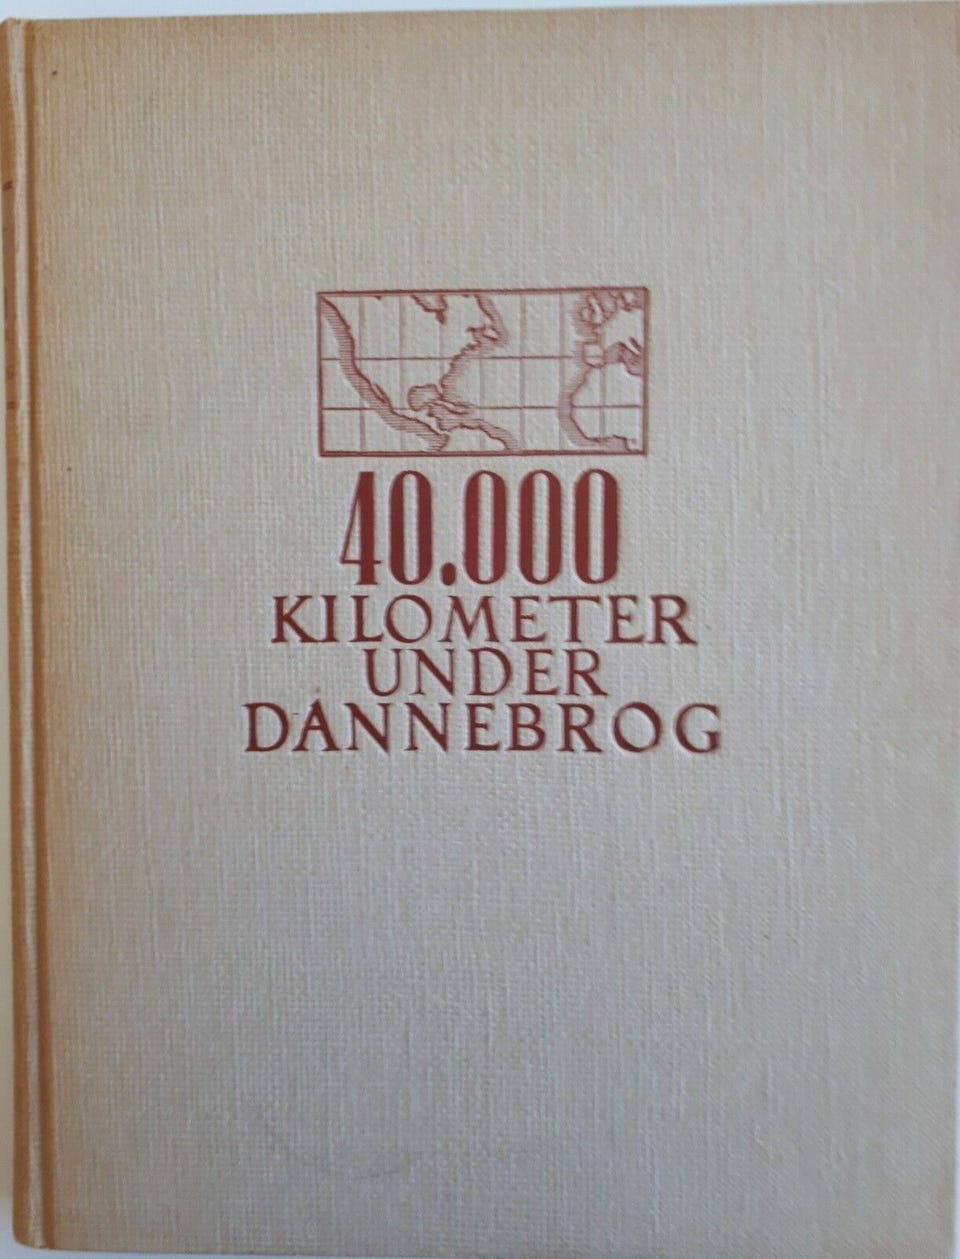 40.000
KILOMETER
UNDER
DANNEBROG